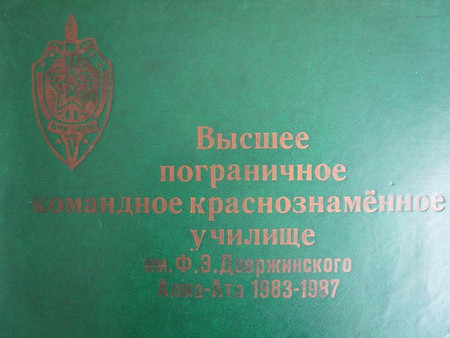 Высшее
пограничное
командное краснознамённое
училище
им. Ф.Э. Дзержинского
Алма-Ата 1983-1987